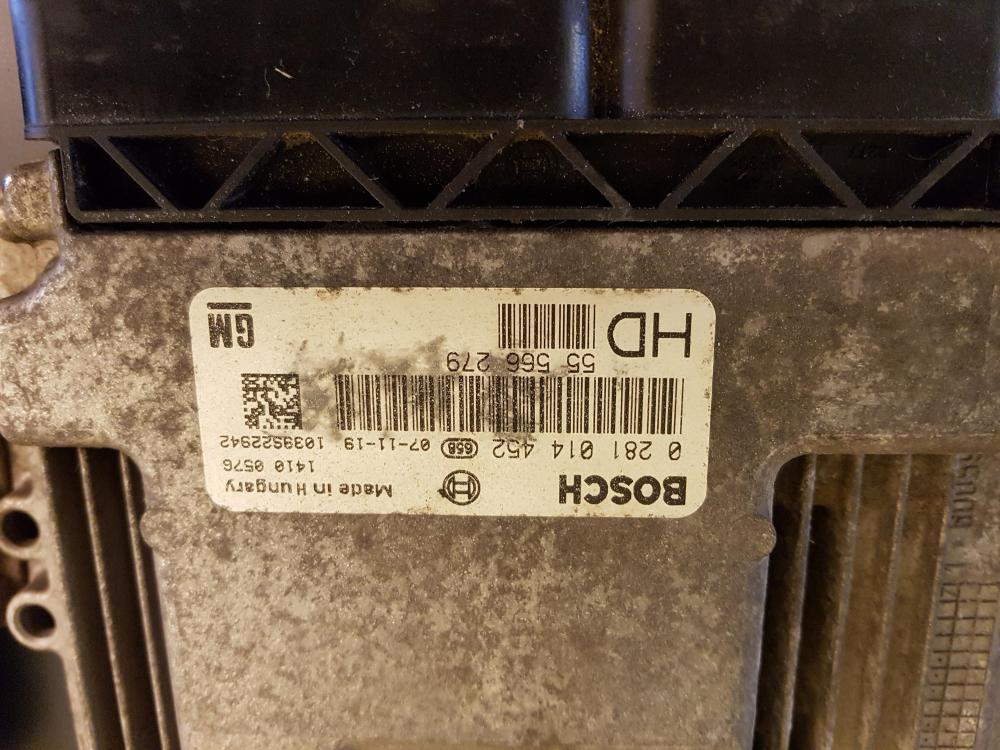 BOSCH Made in Hungary
1410 0576
0 281 014 452 658 07-11-19 1039S22942
55 566 279
HD GM